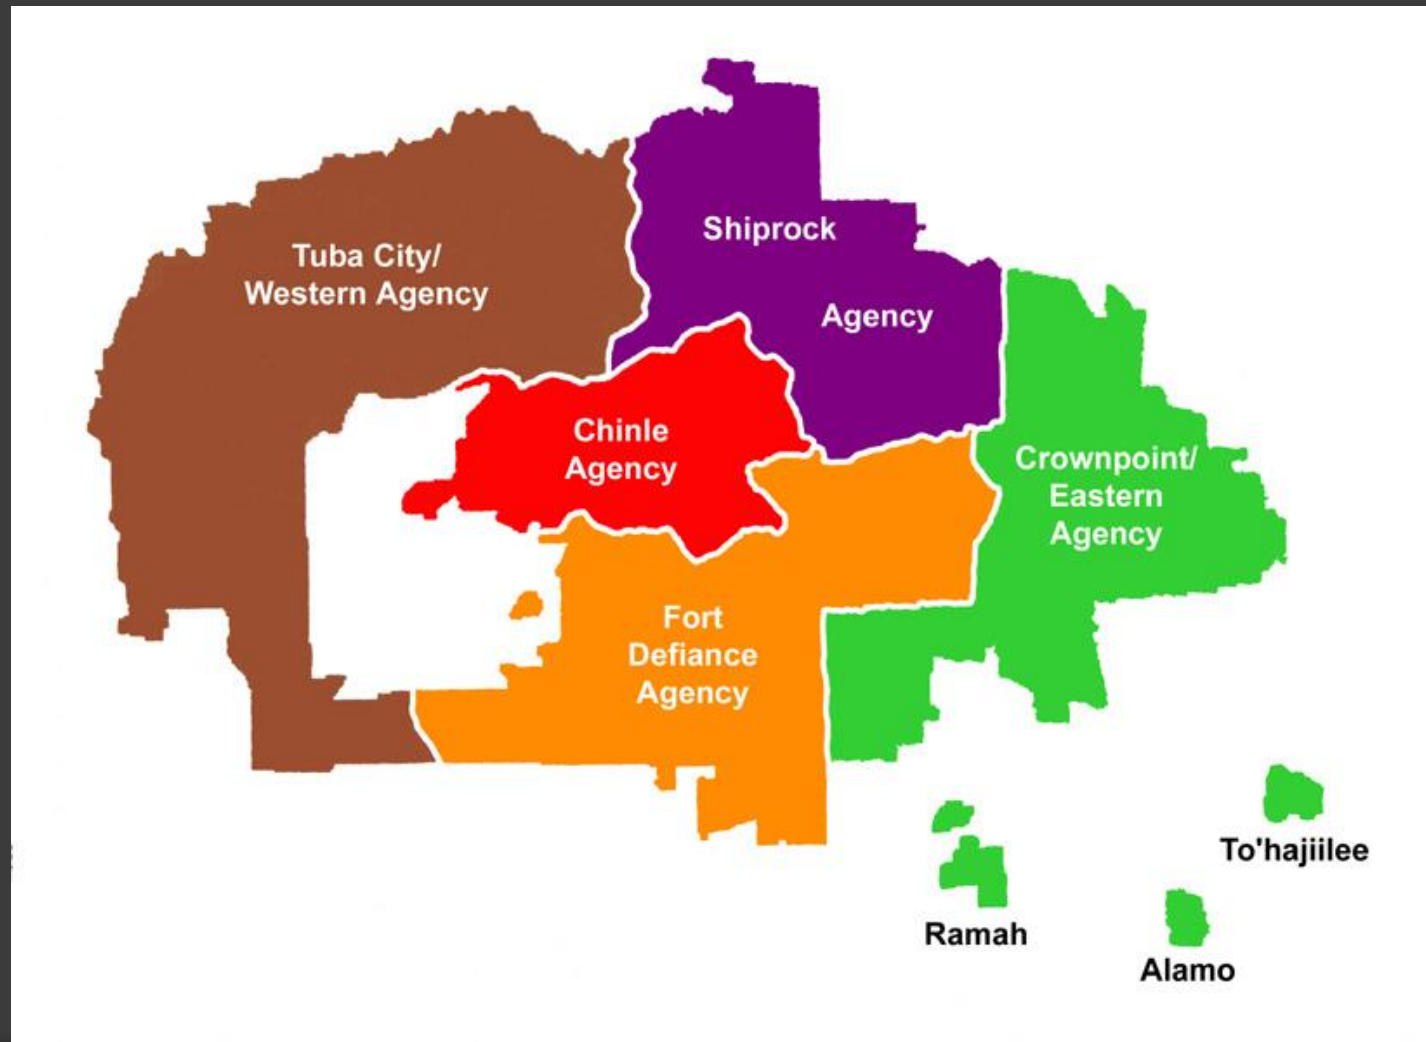 Tuba City/
Western Agency
Shiprock
Agency
Chinle
Agency
Crownpoint/
Eastern
Agency
Fort
Defiance
Agency
To'hajiilee
Ramah
Alamo